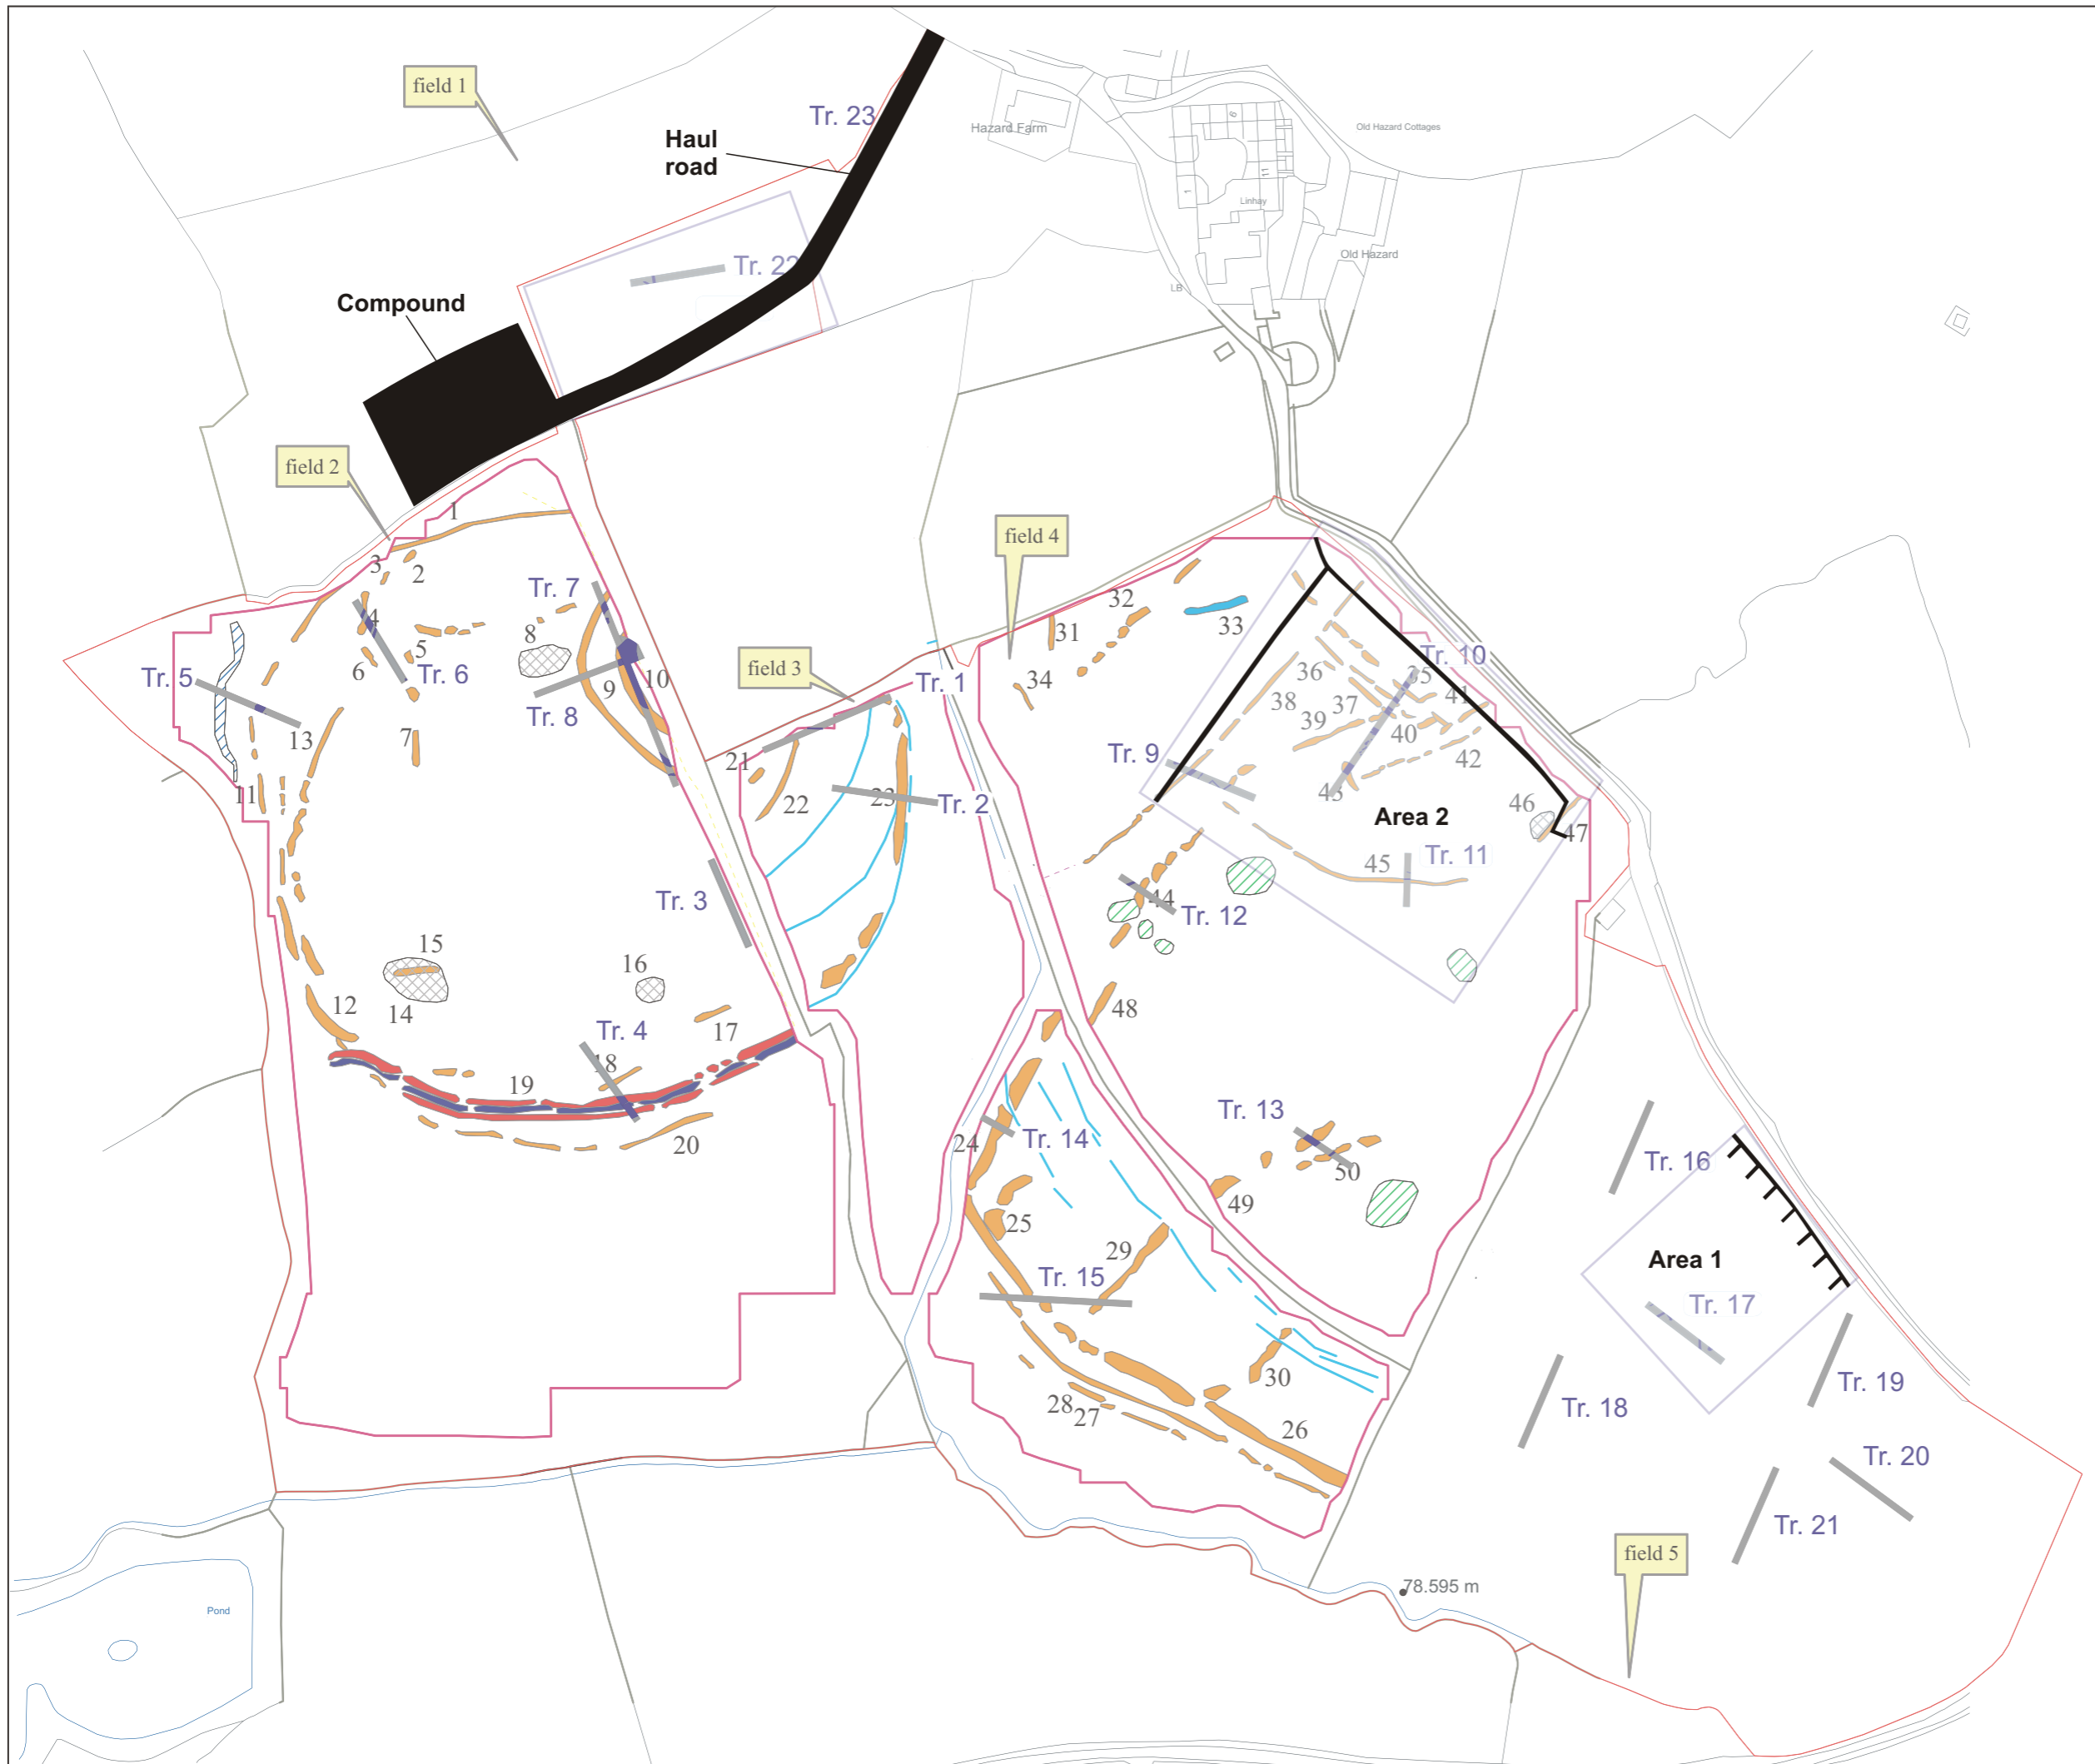 field 1
Tr. 23
Haul
road
Hazard Farm
Old Hazard Cottages
6
11
1
Linhay
Old Hazard
LB
Tr. 22
Compound
field 2
1
3
2
field 4
Tr. 7
4
5
6
8
Tr. 6
Tr. 5
9
10
Tr. 8
7
13
11
field 3
Tr. 1
21
22
23
Tr. 2
Tr. 3
31
32
33
34
36
35
Tr. 10
38
37
41
39
40
42
Tr. 9
43
Area 2
46
47
45
Tr. 11
44
Tr. 12
15
14
16
12
17
Tr. 4
18
19
20
48
24
Tr. 14
Tr. 13
50
49
25
29
Tr. 15
30
28
27
26
Tr. 16
Area 1
Tr. 17
Tr. 18
Tr. 19
Tr. 20
Tr. 21
field 5
78.595 m
Pond